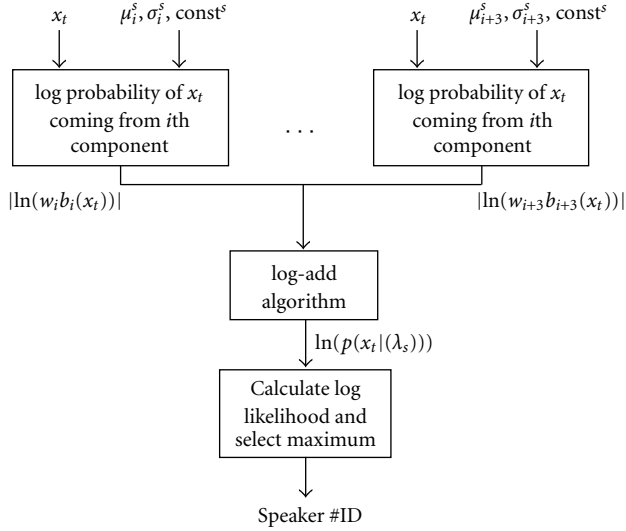 x_t
μ_i^s, σ_i^s, const^s
x_t
μ_{i+3}^s, σ_{i+3}^s, const^s
log probability of x_t
coming from ith
component
. . .
log probability of x_t
coming from ith
component
|ln(w_i b_i(x_t))|
|ln(w_{i+3} b_{i+3}(x_t))|
log-add
algorithm
ln(p(x_t|(λ_s)))
Calculate log
likelihood and
select maximum
Speaker #ID